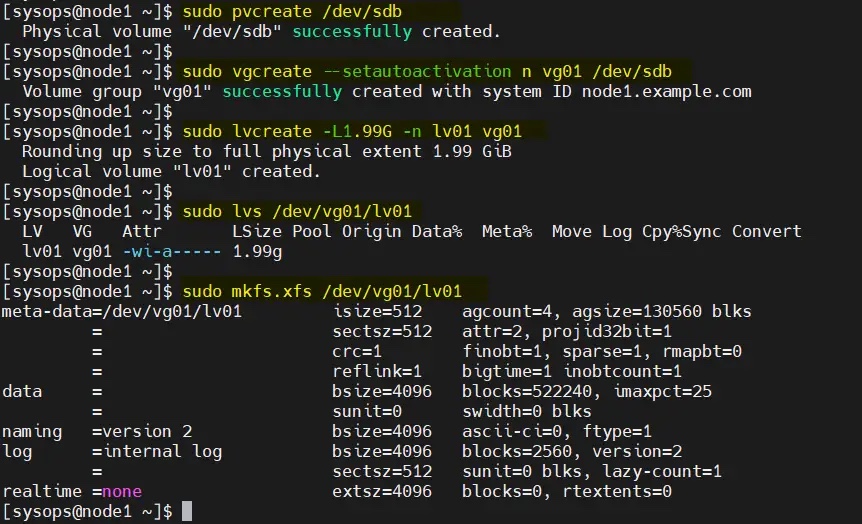 [sysops@node1 ~]$ sudo pvcreate /dev/sdb
  Physical volume "/dev/sdb" successfully created.
[sysops@node1 ~]$
[sysops@node1 ~]$ sudo vgcreate --setautoactivation n vg01 /dev/sdb
  Volume group "vg01" successfully created with system ID node1.example.com
[sysops@node1 ~]$
[sysops@node1 ~]$ sudo lvcreate -L1.99G -n lv01 vg01
  Rounding up size to full physical extent 1.99 GiB
  Logical volume "lv01" created.
[sysops@node1 ~]$
[sysops@node1 ~]$ sudo lvs /dev/vg01/lv01
  LV   VG   Attr       LSize Pool Origin Data%  Meta%  Move Log Cpy%Sync Convert
  lv01 vg01 -wi-a----- 1.99g
[sysops@node1 ~]$
[sysops@node1 ~]$ sudo mkfs.xfs /dev/vg01/lv01
meta-data=/dev/vg01/lv01         isize=512    agcount=4, agsize=130560 blks
         =                       sectsz=512   attr=2, projid32bit=1
         =                       crc=1        finobt=1, sparse=1, rmapbt=0
         =                       reflink=1    bigtime=1 inobtcount=1
data     =                       bsize=4096   blocks=522240, imaxpct=25
         =                       sunit=0      swidth=0 blks
naming   =version 2              bsize=4096   ascii-ci=0, ftype=1
log      =internal log           bsize=4096   blocks=2560, version=2
         =                       sectsz=512   sunit=0 blks, lazy-count=1
realtime =none                   extsz=4096   blocks=0, rtextents=0
[sysops@node1 ~]$